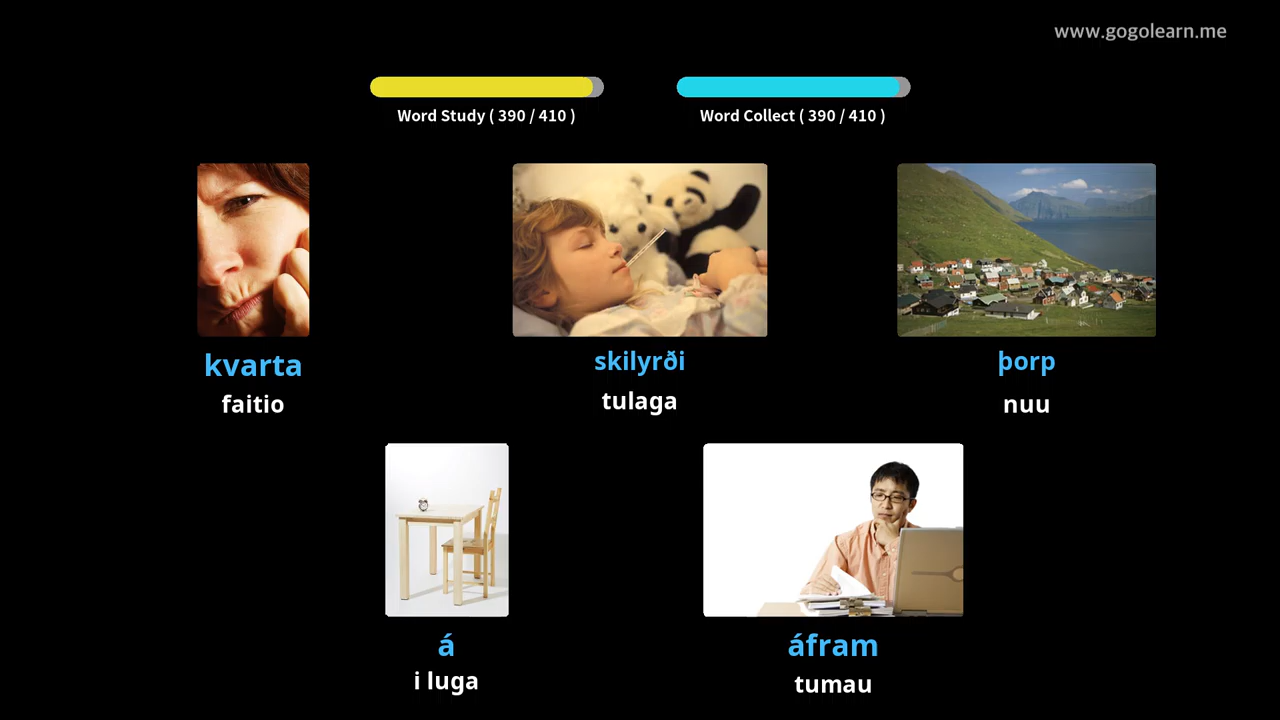 www.gogolearn.me
Word Study ( 390 / 410 )
Word Collect ( 390 / 410 )
kvarta
faitio
skilyrði
tulaga
þorp
nuu
á
i luga
áfram
tumau